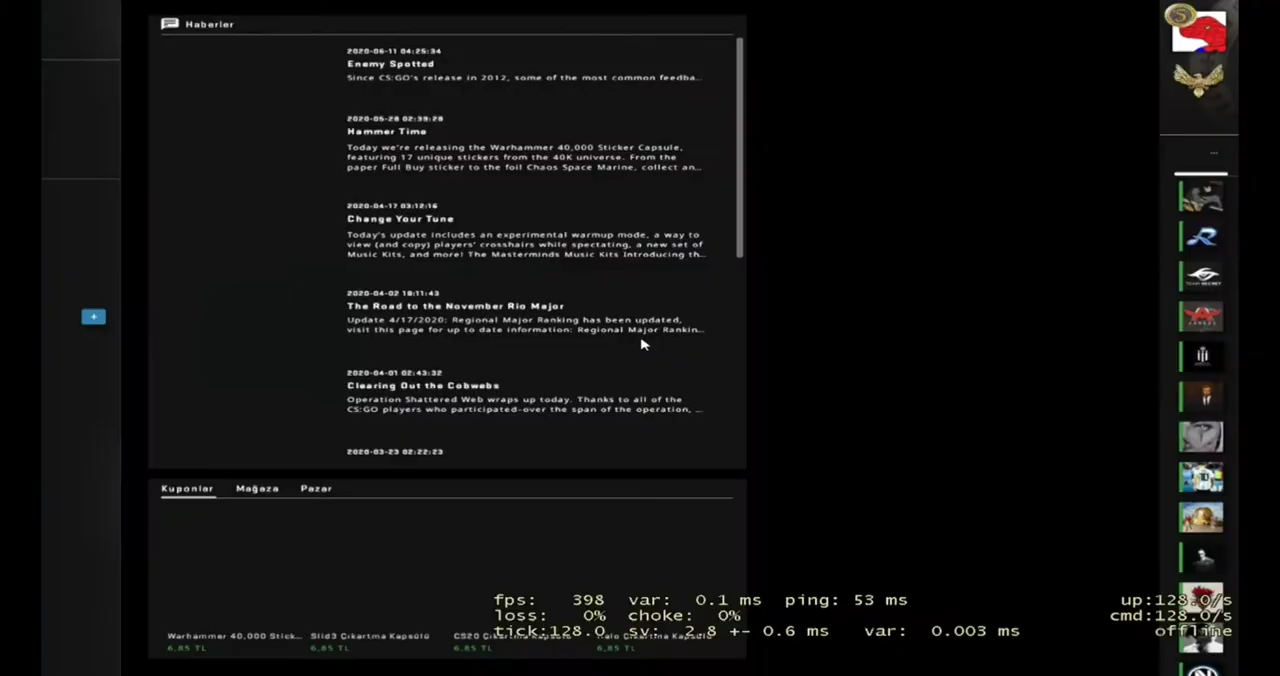 Haberler
2020-06-11 04:25:34
Enemy Spotted
Since CS:GO's release in 2012, some of the most common feedba...
2020-05-28 02:39:28
Hammer Time
Today we're releasing the Warhammer 40,000 Sticker Capsule,
featuring 17 unique stickers from the 40K universe. From the
paper Full Buy sticker to the foil Chaos Space Marine, collect an...
2020-04-17 03:12:16
Change Your Tune
Today's update includes an experimental warmup mode, a way to
view (and copy) players' crosshairs while spectating, a new set of
Music Kits, and more! The Masterminds Music Kits Introducing th...
2020-04-02 18:11:43
The Road to the November Rio Major
Update 4/17/2020: Regional Major Ranking has been updated,
visit this page for up to date information: Regional Major Rankin...
2020-04-01 02:43:32
Clearing Out the Cobwebs
Operation Shattered Web wraps up today. Thanks to all of the
CS:GO players who participated-over the span of the operation, ...
2020-03-23 02:22:23
Kuponlar Mağaza Pazar
fps: 398 var: 0.1 ms ping: 53 ms
loss: 0% choke: 0%
tick:128.0 sv: 2.8 +- 0.6 ms var: 0.003 ms
up:128.0/s
cmd:128.0/s
offline
Warhammer 40,000 Stick... Slid3 Çıkartma Kapsülü CS20 Çıkartma Kapsülü Halo Çıkartma Kapsülü
6,85 TL 6,85 TL 6,85 TL 6,85 TL
TEAM SECRET